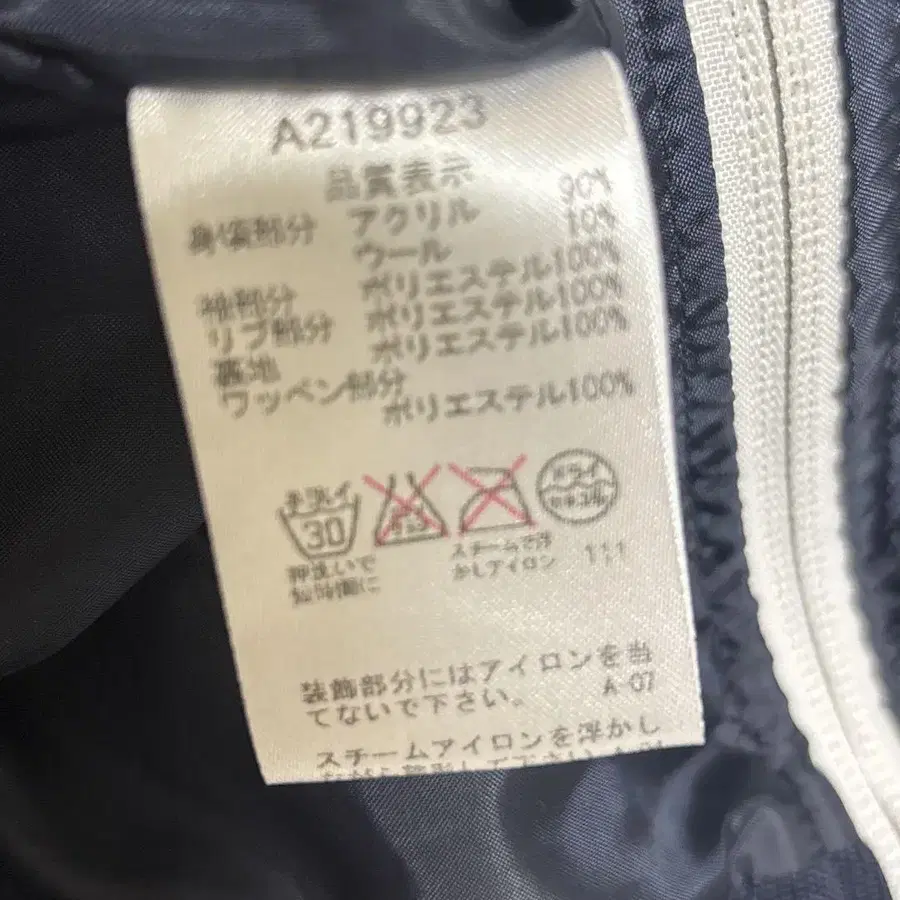 A219923
品質表示
身頃部分 アクリル 90%
ウール 10%
袖部分 ポリエステル100%
リブ部分 ポリエステル100%
裏地 ポリエステル100%
ワッペン部分
ポリエステル100%
手洗イ
30
押洗いで
短時間に
スチームで浮
かしアイロン
ドライ
111
装飾部分にはアイロンを当
てないで下さい。 A-07
スチームアイロンを浮かし